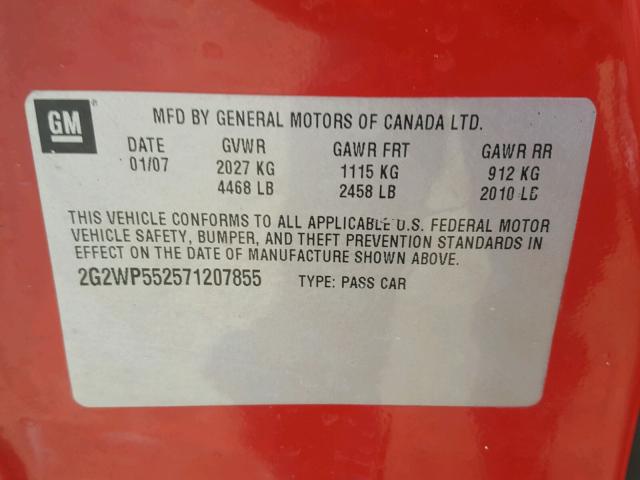 GM
MFD BY GENERAL MOTORS OF CANADA LTD.
DATE GVWR GAWR FRT GAWR RR
01/07 2027 KG 1115 KG 912 KG
4468 LB 2458 LB 2010 LB
THIS VEHICLE CONFORMS TO ALL APPLICABLE U.S. FEDERAL MOTOR
VEHICLE SAFETY, BUMPER, AND THEFT PREVENTION STANDARDS IN
EFFECT ON THE DATE OF MANUFACTURE SHOWN ABOVE.
2G2WP552571207855 TYPE: PASS CAR